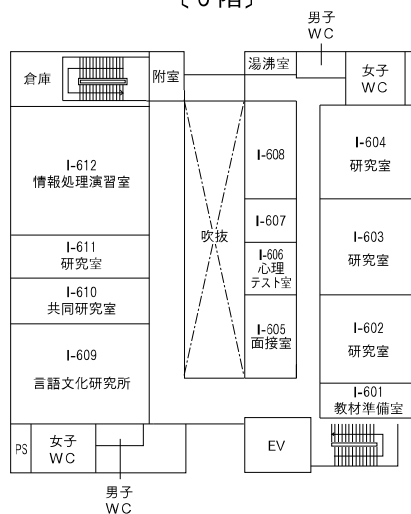 〔6階〕
男子
WC
倉庫
附室
湯沸室
女子
WC
I-612
情報処理演習室
I-608
I-604
研究室
I-607
吹抜
I-611
研究室
I-606
心理
テスト室
I-603
研究室
I-610
共同研究室
I-605
面接室
I-602
研究室
I-609
言語文化研究所
I-601
教材準備室
PS
女子
WC
EV
男子
WC